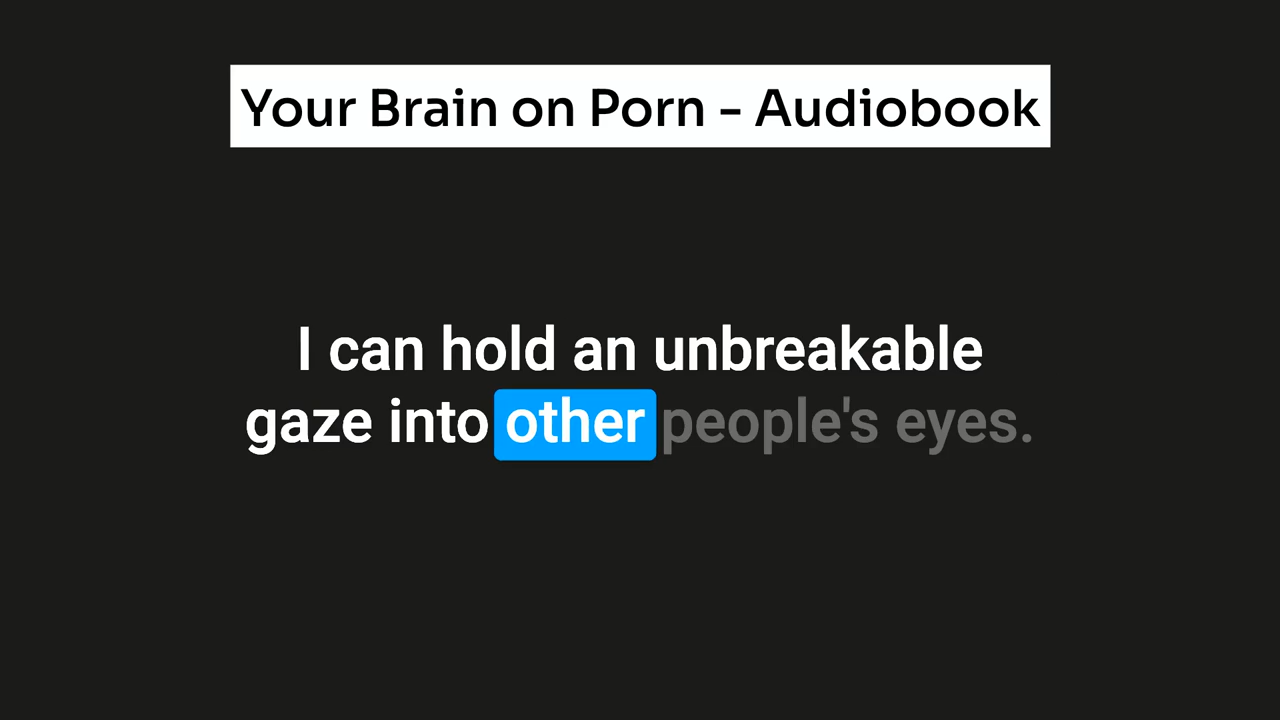 Your Brain on Porn - Audiobook
I can hold an unbreakable
gaze into other people's eyes.